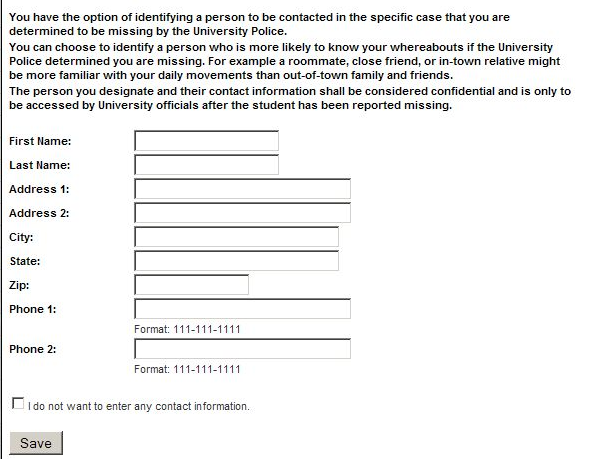 You have the option of identifying a person to be contacted in the specific case that you are
determined to be missing by the University Police.
You can choose to identify a person who is more likely to know your whereabouts if the University
Police determined you are missing. For example a roommate, close friend, or in-town relative might
be more familiar with your daily movements than out-of-town family and friends.
The person you designate and their contact information shall be considered confidential and is only to
be accessed by University officials after the student has been reported missing.
First Name:
Last Name:
Address 1:
Address 2:
City:
State:
Zip:
Phone 1:
Format: 111-111-1111
Phone 2:
Format: 111-111-1111
I do not want to enter any contact information.
Save